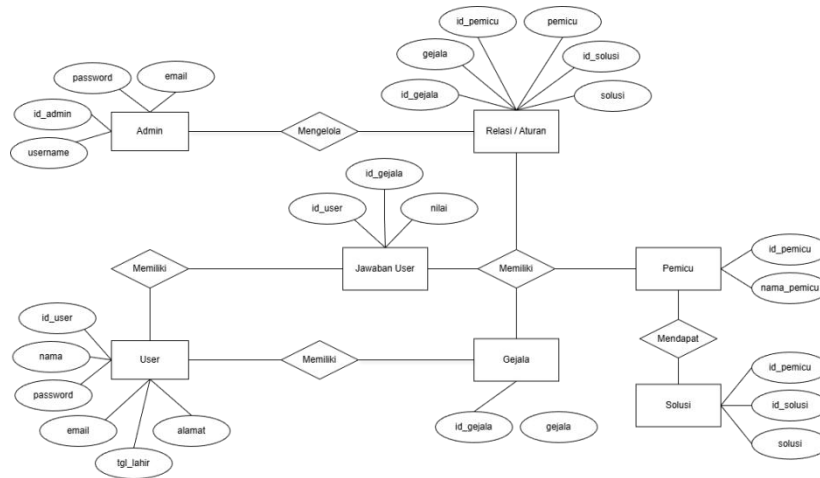 id_pemicu
pemicu
gejala
id_solusi
password
email
id_gejala
solusi
id_admin
Admin
Mengelola
Relasi / Aturan
username
id_gejala
id_user
nilai
id_pemicu
Memiliki
Jawaban User
Memiliki
Pemicu
nama_pemicu
id_user
nama
User
Memiliki
Gejala
Mendapat
password
id_pemicu
email
alamat
id_gejala
gejala
Solusi
id_solusi
tgl_lahir
solusi